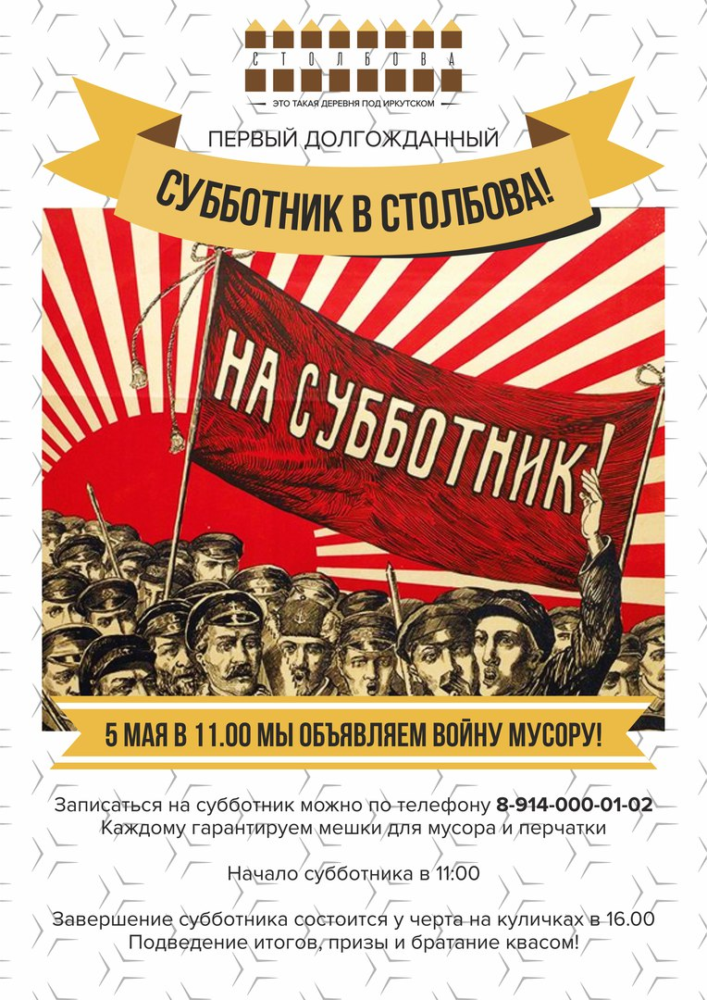 СТОЛБОВА
ЭТО ТАКАЯ ДЕРЕВНЯ ПОД ИРКУТСКОМ
ПЕРВЫЙ ДОЛГОЖДАННЫЙ
СУББОТНИК В СТОЛБОВА!
НА СУББОТНИК!
5 МАЯ В 11.00 МЫ ОБЪЯВЛЯЕМ ВОЙНУ МУСОРУ!
Записаться на субботник можно по телефону 8-914-000-01-02
Каждому гарантируем мешки для мусора и перчатки
Начало субботника в 11:00
Завершение субботника состоится у черта на куличках в 16.00
Подведение итогов, призы и братание квасом!